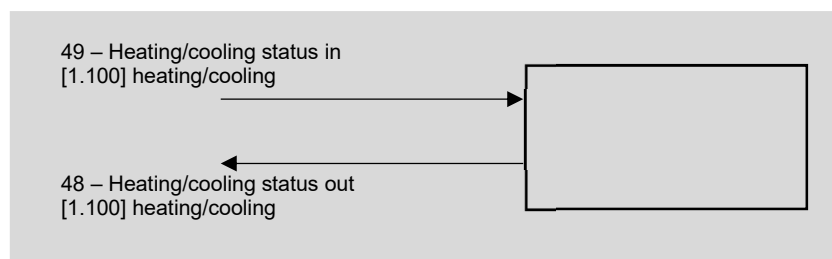 49 – Heating/cooling status in
[1.100] heating/cooling
48 – Heating/cooling status out
[1.100] heating/cooling